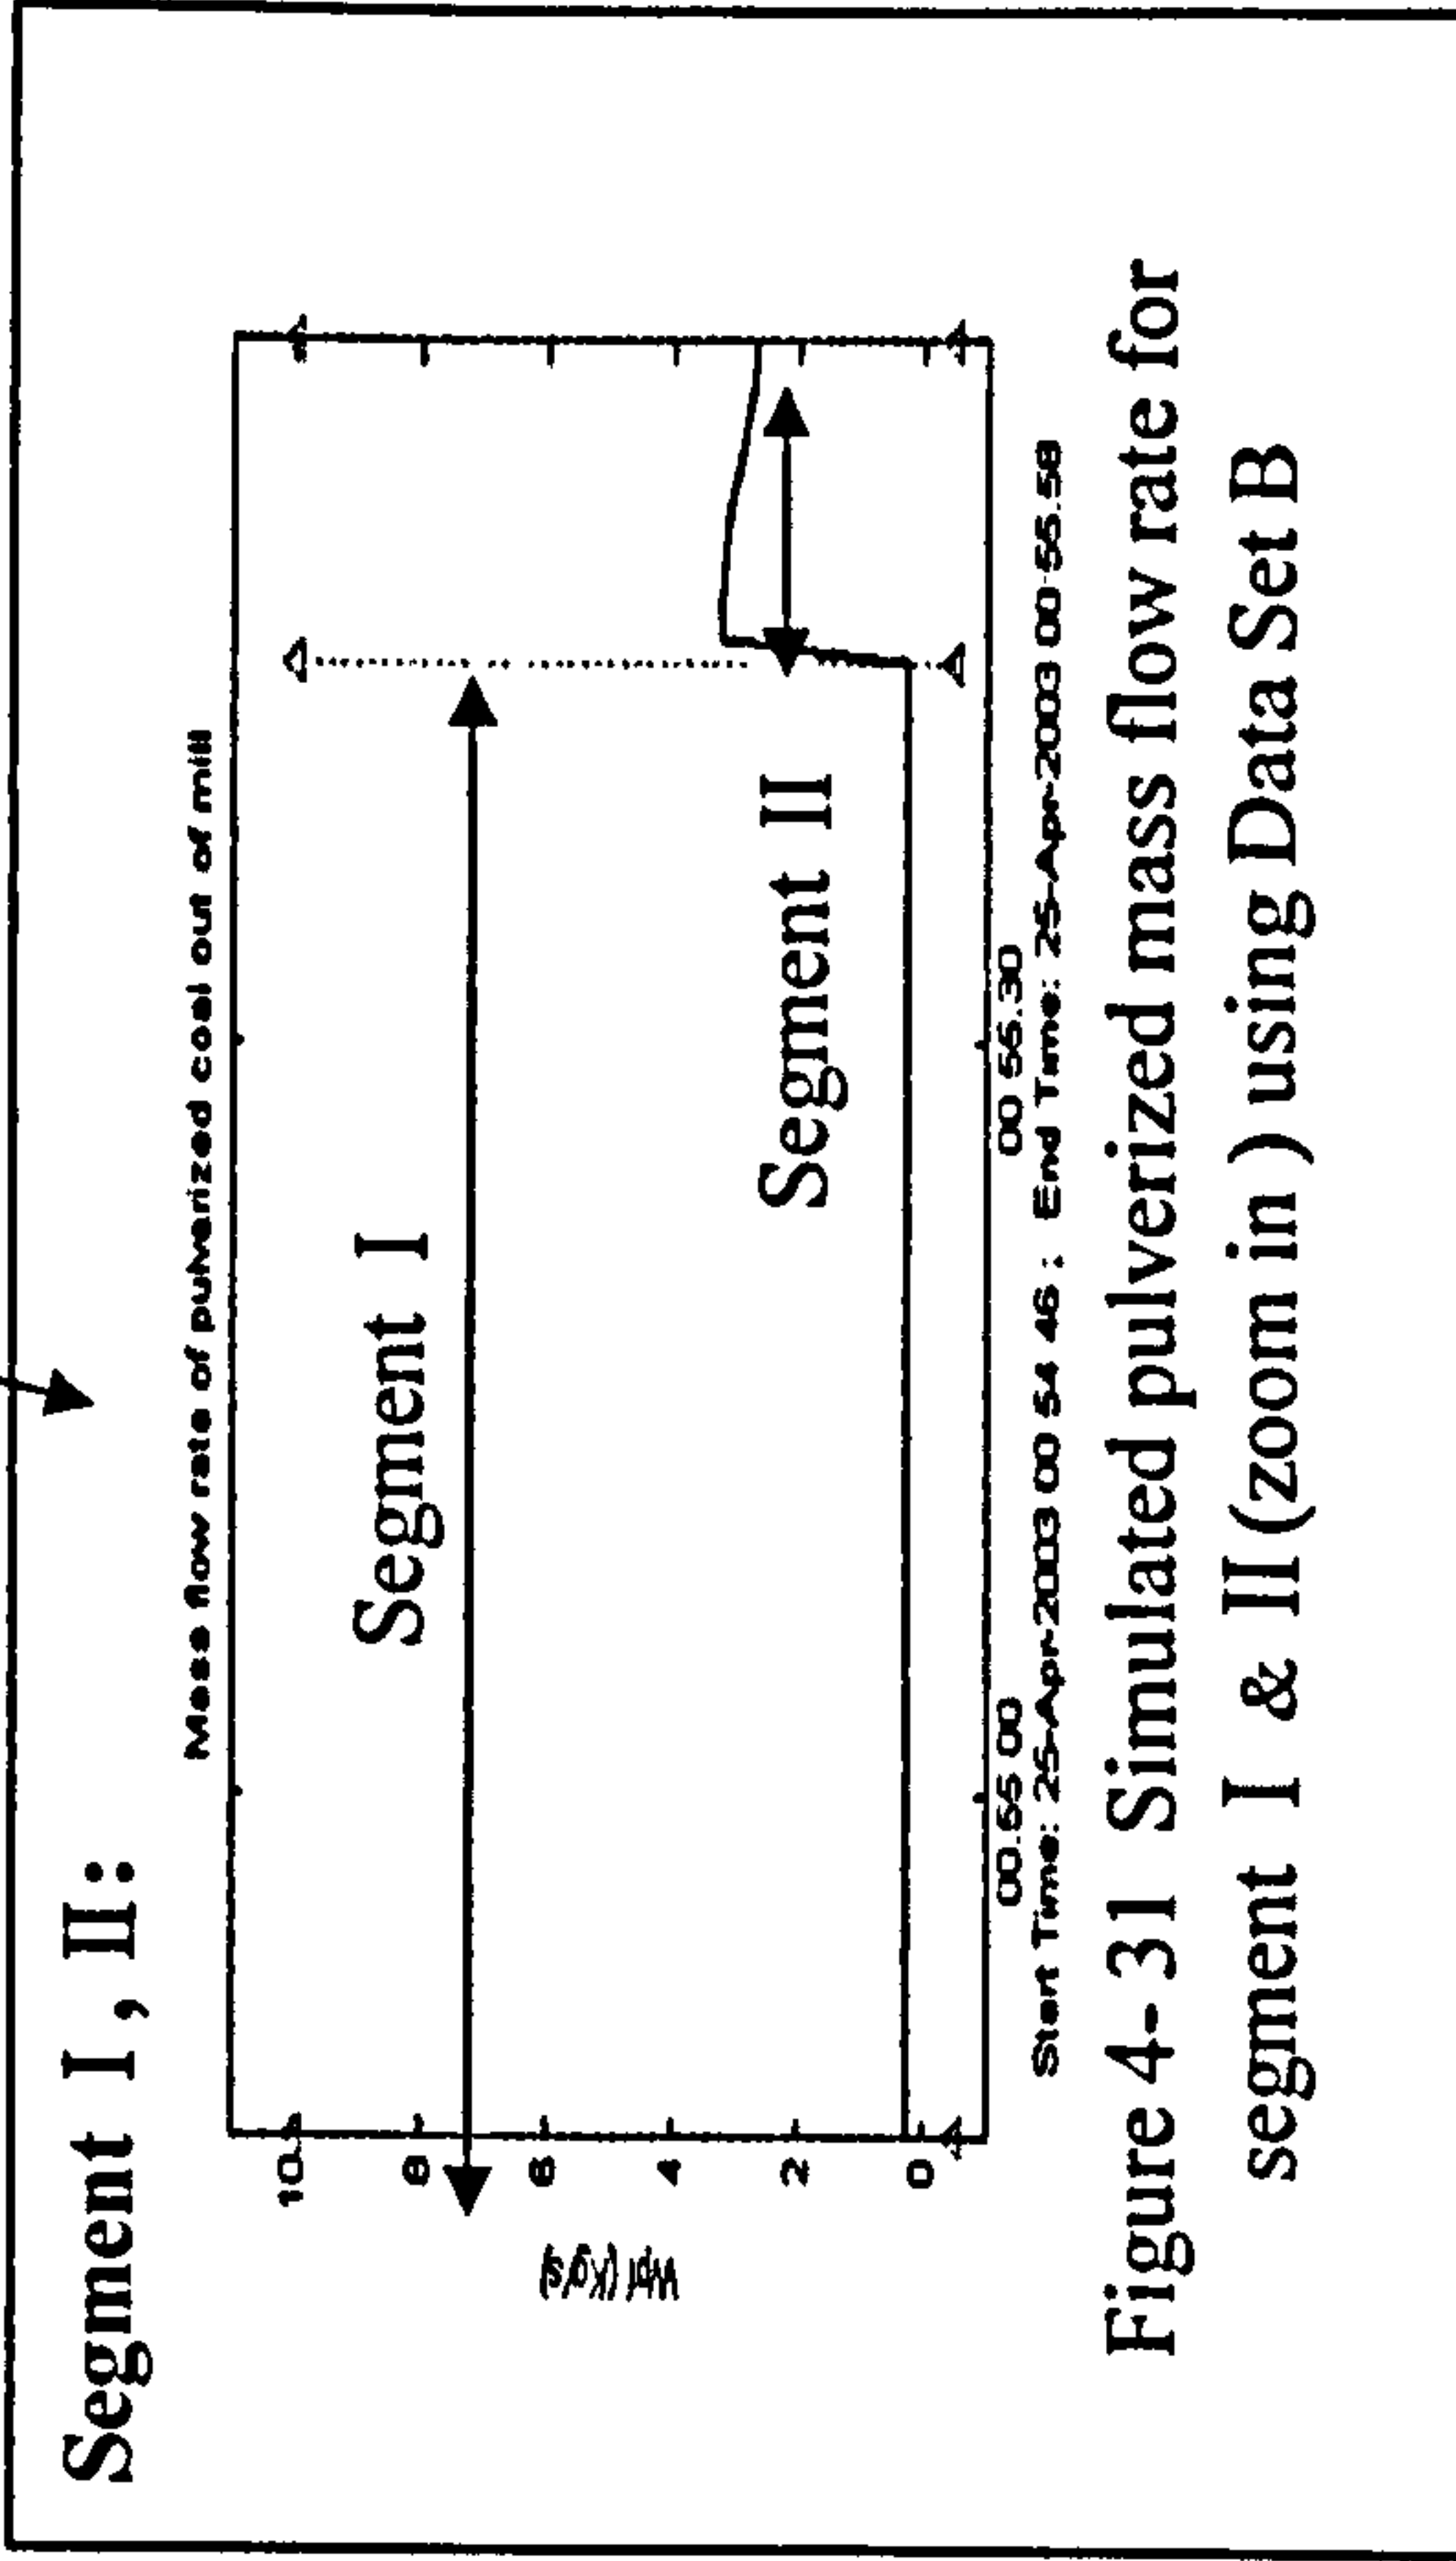 Segment I , II:
Mass flow rate of pulverized coal out of mill
10
8
6
4
2
0
Wpf(Kg/s)
Segment I
Segment II
00.55 00
00 55.30
Start Time: 25-Apr-2003 00 54 46 ; End Time: 25-Apr-2003 00-55.58
Figure 4- 31 Simulated pulverized mass flow rate for
segment I & II (zoom in ) using Data Set B